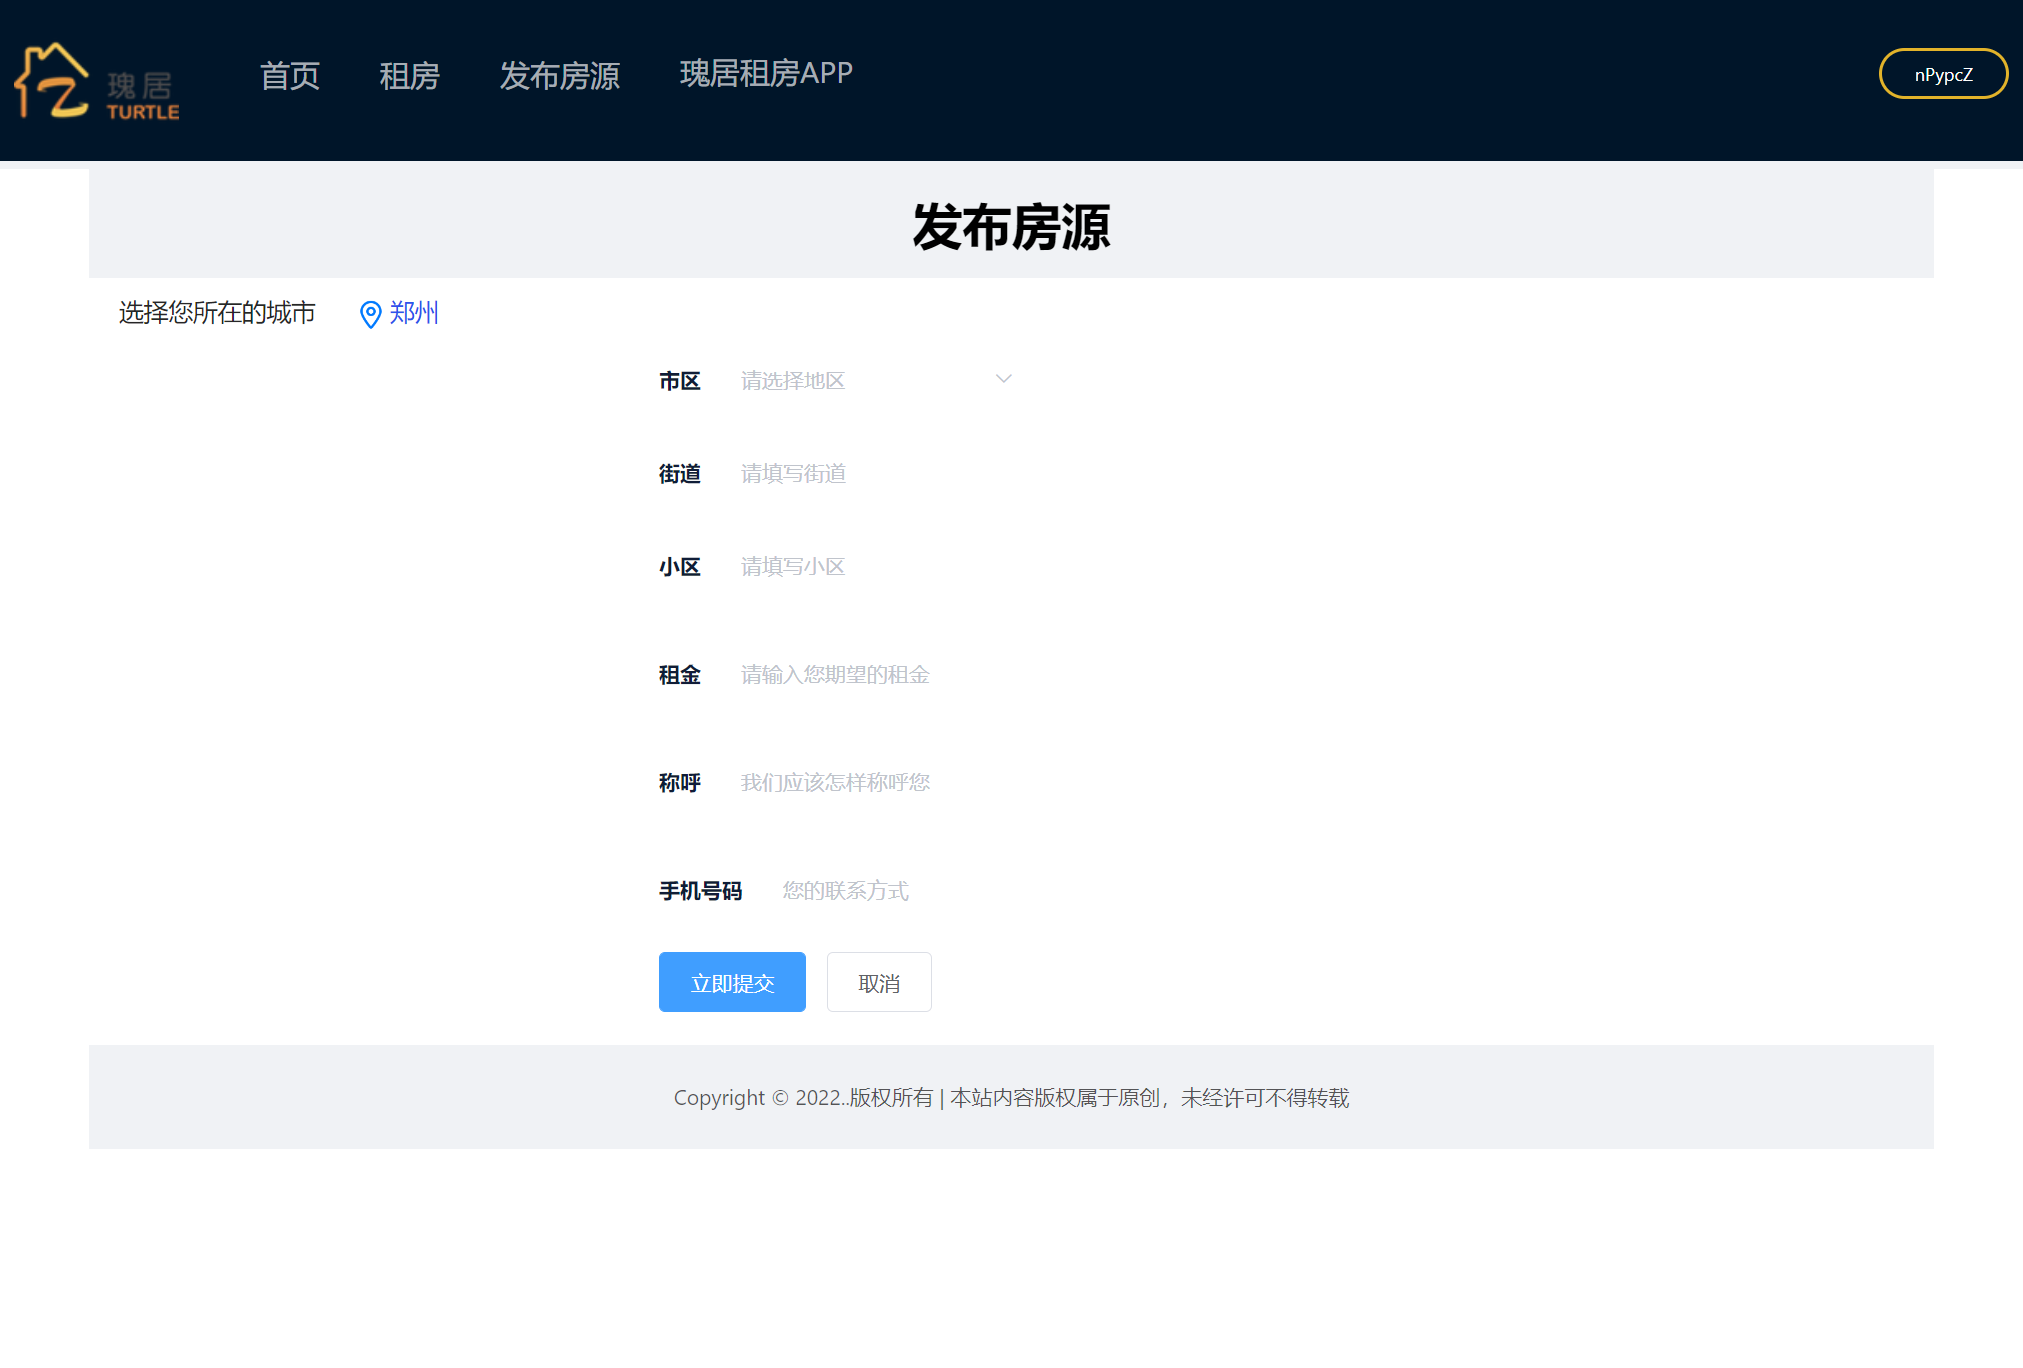 瑰居
TURTLE
首页 租房 发布房源 瑰居租房APP
nPypcZ
发布房源
选择您所在的城市 郑州
市区 请选择地区
街道 请填写街道
小区 请填写小区
租金 请输入您期望的租金
称呼 我们应该怎样称呼您
手机号码 您的联系方式
立即提交 取消
Copyright © 2022..版权所有 | 本站内容版权属于原创，未经许可不得转载